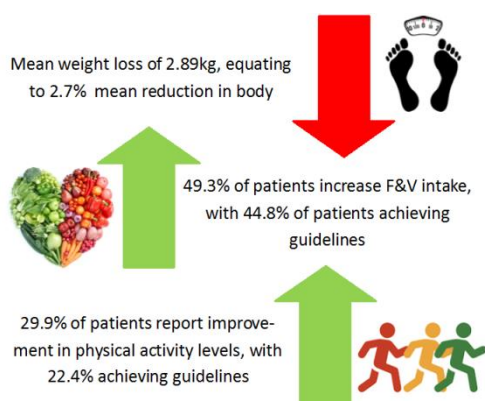 Mean weight loss of 2.89kg, equating
to 2.7% mean reduction in body
49.3% of patients increase F&V intake,
with 44.8% of patients achieving
guidelines
29.9% of patients report improve-
ment in physical activity levels, with
22.4% achieving guidelines